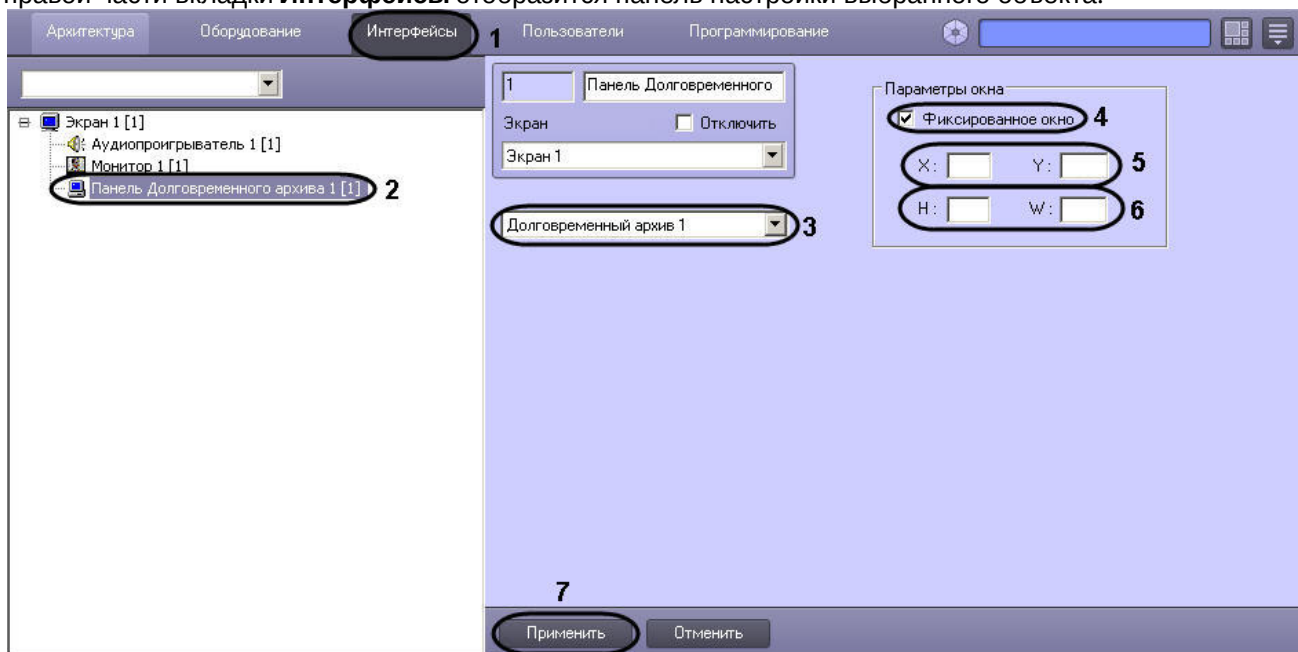 правой части вкладки Интерфейсы отобразится панель настройки выбранного объекта.
Архитектура Оборудование Интерфейсы 1 Пользователи Программирование
1 Панель Долговременного
Экран Отключить
Экран 1
Параметры окна
Фиксированное окно 4
X: Y: 5
H: W: 6
Экран 1 [1]
Аудиопроигрыватель 1 [1]
Монитор 1 [1]
Панель Долговременного архива 1 [1] 2
Долговременный архив 1 3
7
Применить Отменить